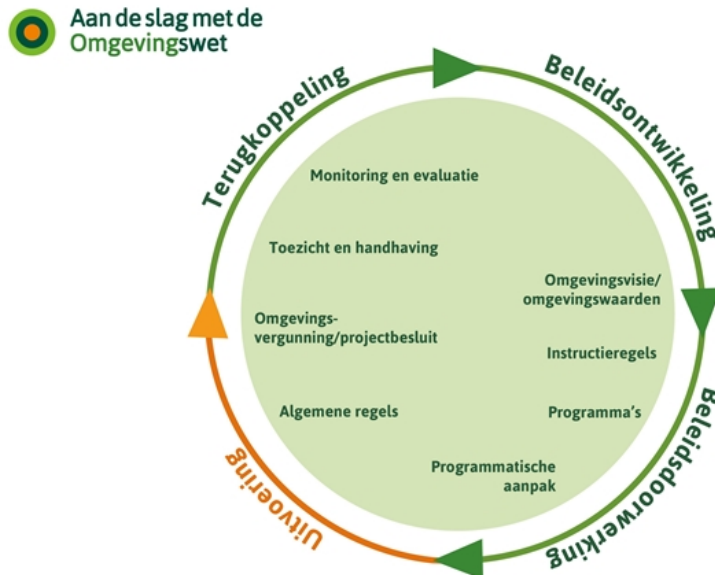 Aan de slag met de
Omgevingswet
Terugkoppeling
Beleidsontwikkeling
Monitoring en evaluatie
Toezicht en handhaving
Omgevingsvisie/
omgevingswaarden
Omgevings-
vergunning/projectbesluit
Instructieregels
Algemene regels
Programma's
Programmatische
aanpak
Beleidsdoorwerking
Uitvoering